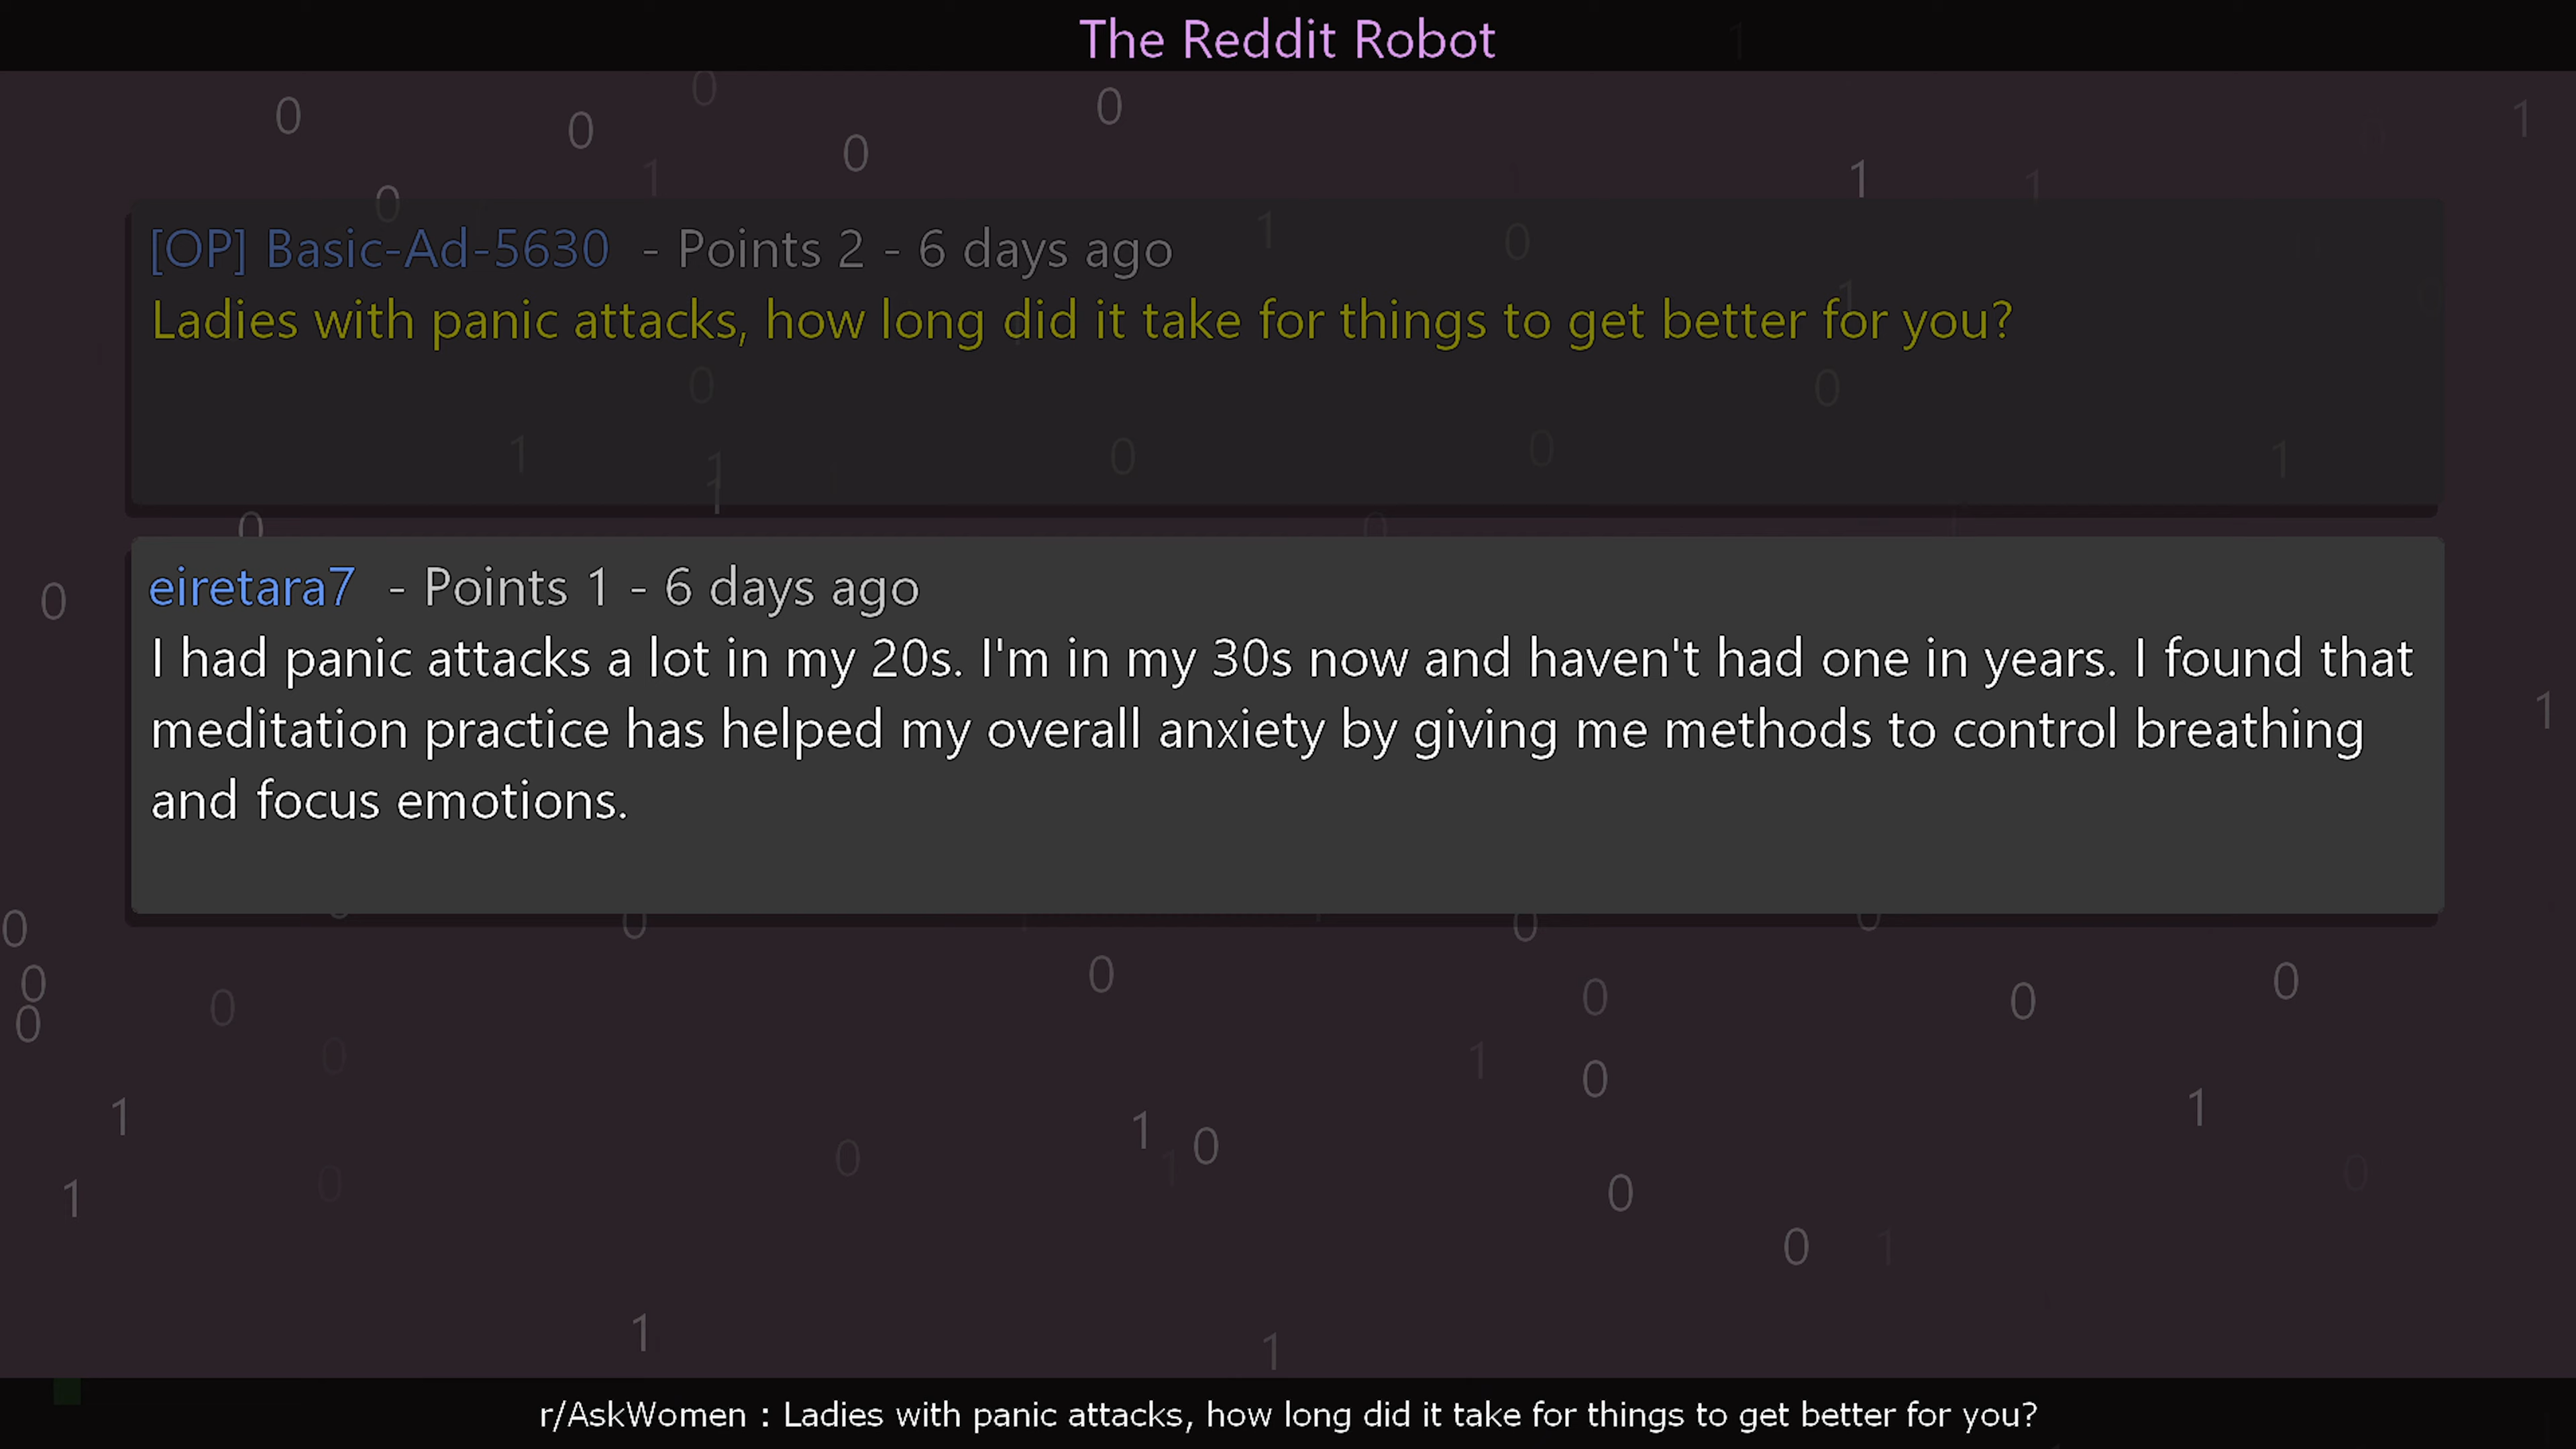 The Reddit Robot
[OP] Basic-Ad-5630 - Points 2 - 6 days ago
Ladies with panic attacks, how long did it take for things to get better for you?
eiretara7 - Points 1 - 6 days ago
I had panic attacks a lot in my 20s. I'm in my 30s now and haven't had one in years. I found that
meditation practice has helped my overall anxiety by giving me methods to control breathing
and focus emotions.
r/AskWomen : Ladies with panic attacks, how long did it take for things to get better for you?